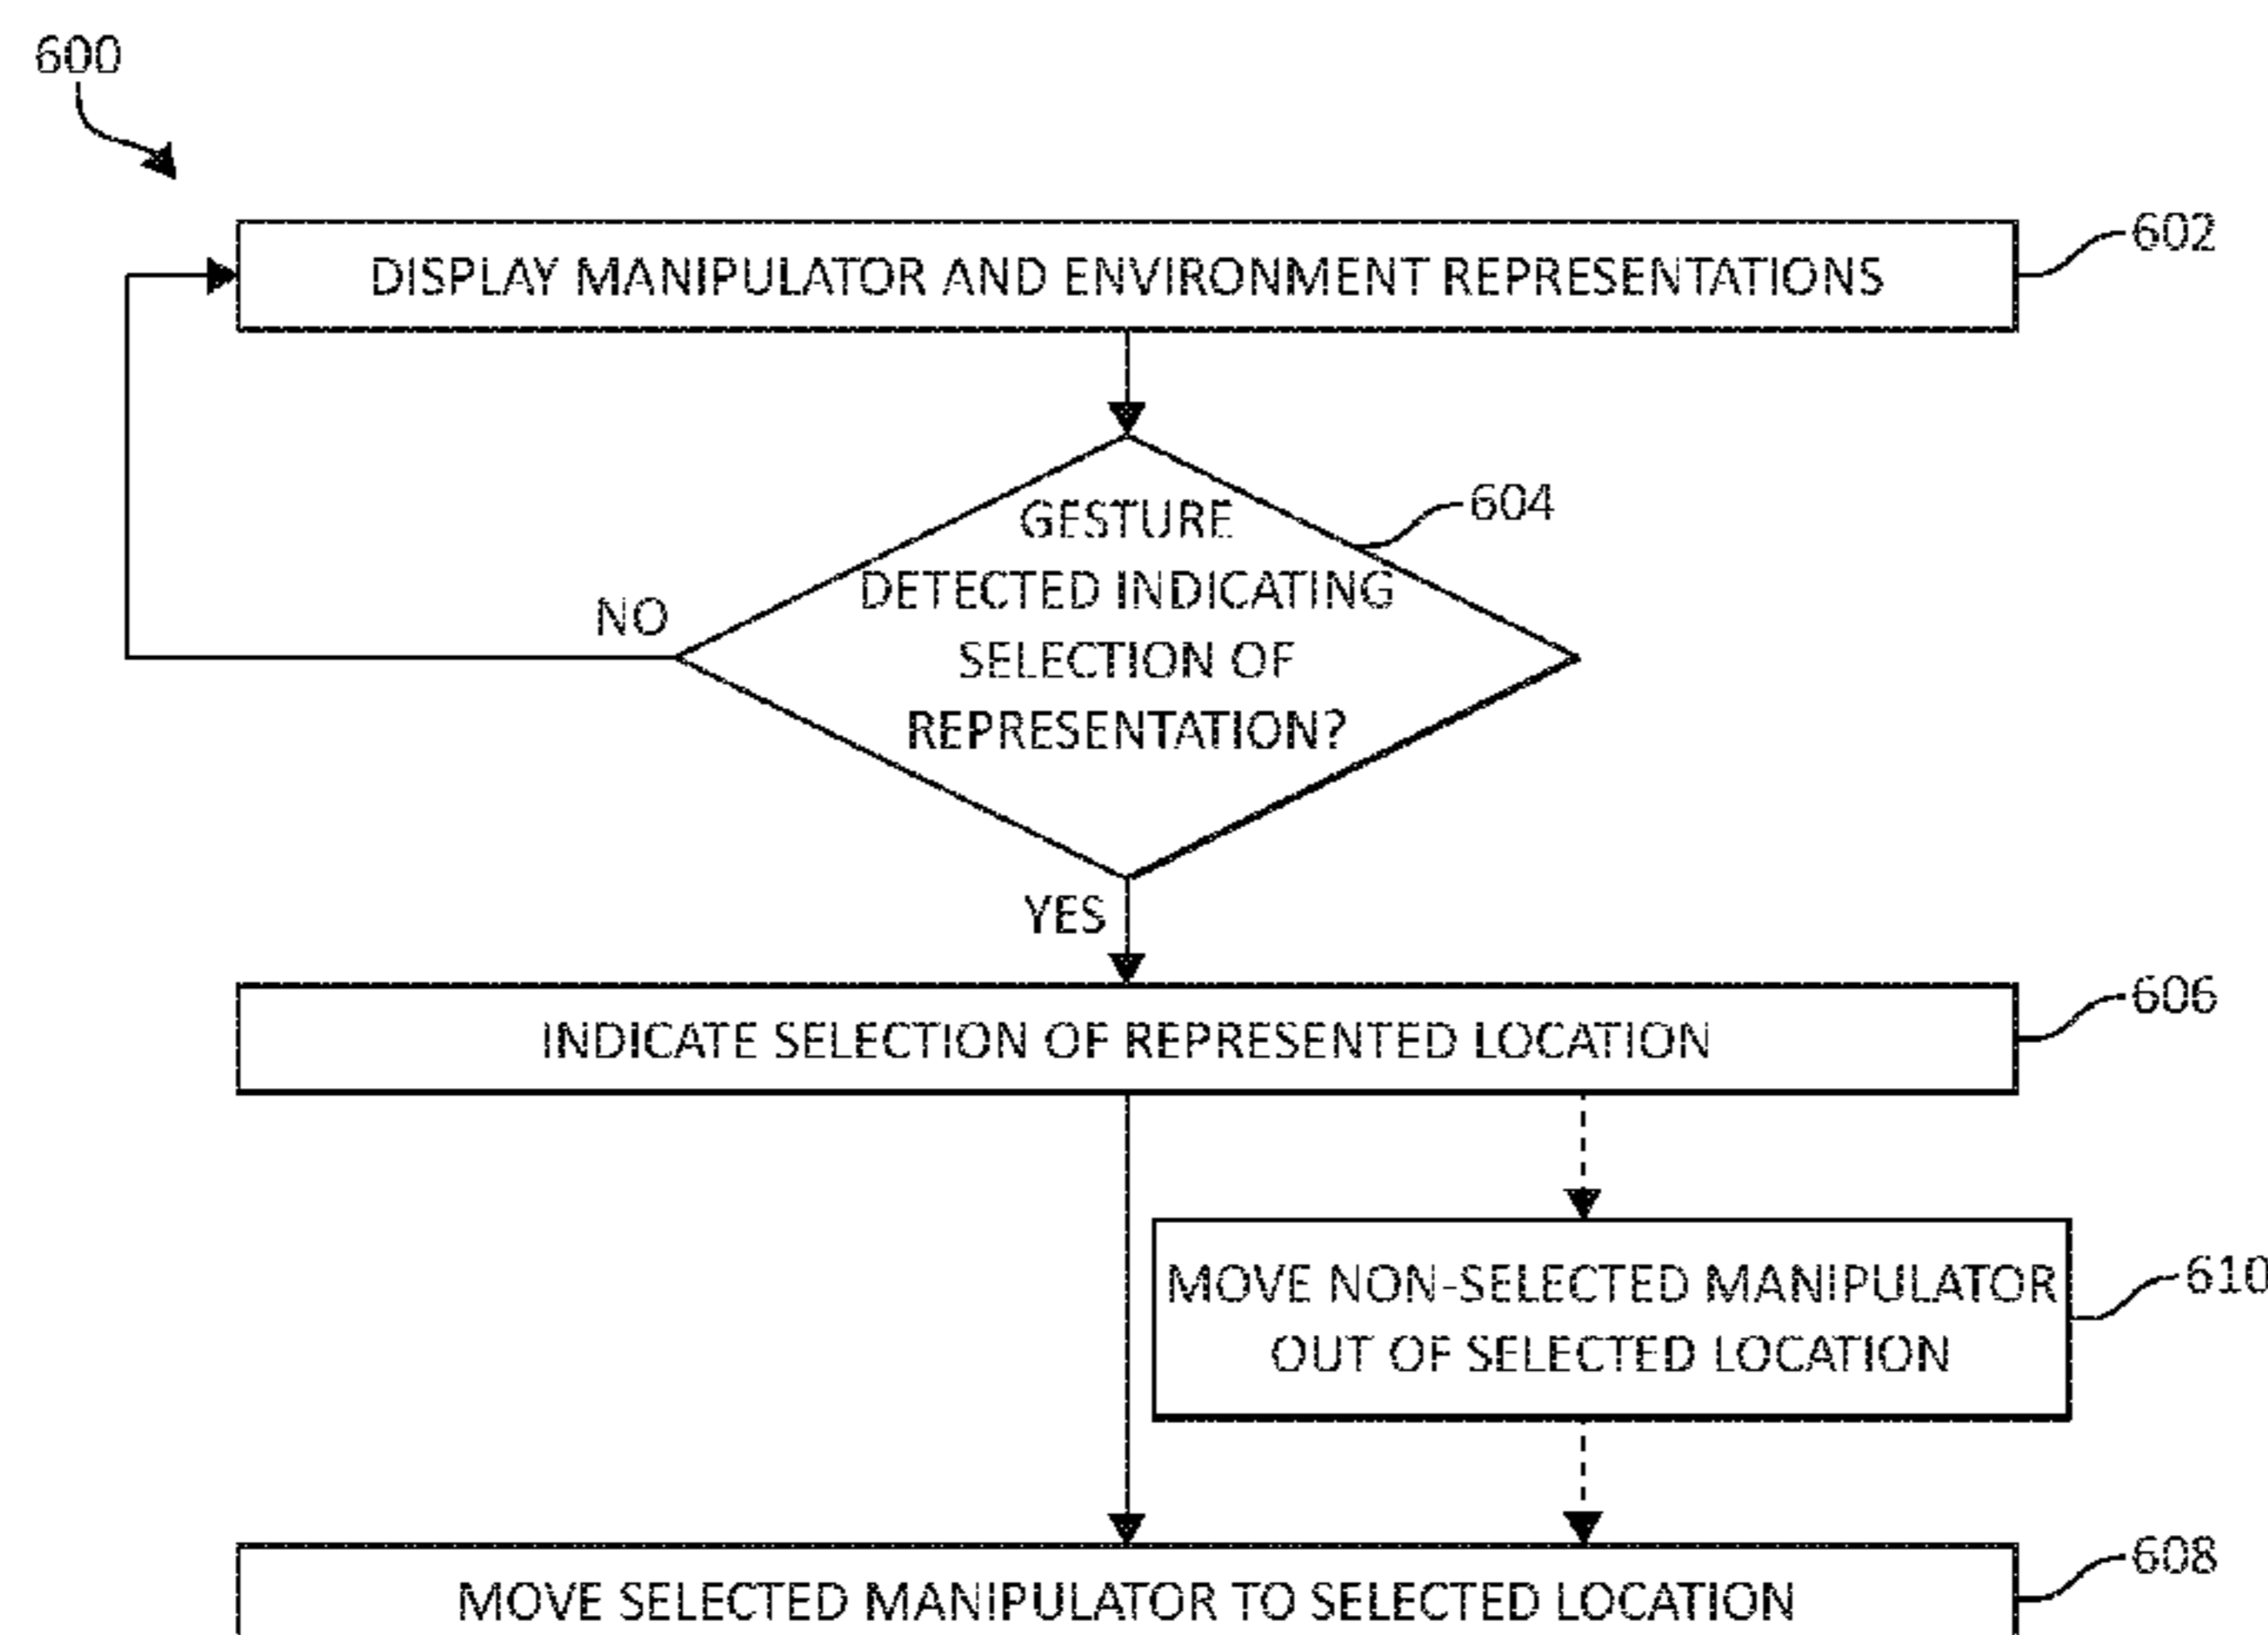 600
DISPLAY MANIPULATOR AND ENVIRONMENT REPRESENTATIONS
602
GESTURE
DETECTED INDICATING
SELECTION OF
REPRESENTATION?
604
NO
YES
INDICATE SELECTION OF REPRESENTED LOCATION
606
MOVE NON-SELECTED MANIPULATOR
OUT OF SELECTED LOCATION
610
MOVE SELECTED MANIPULATOR TO SELECTED LOCATION
608